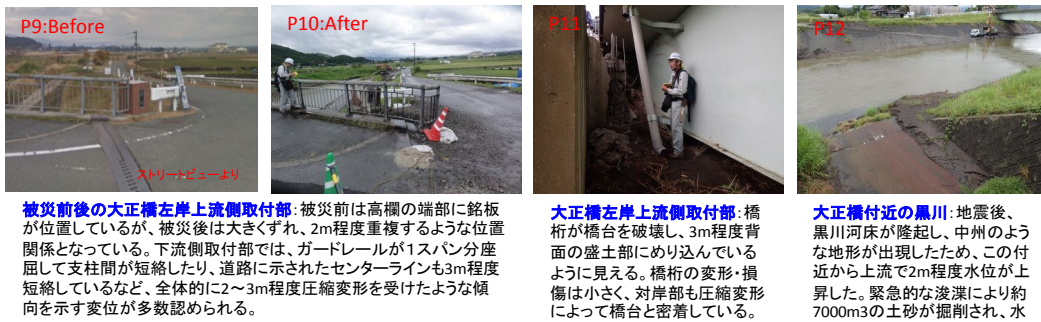 P9:Before
ストリートビューより
P10:After
P11
P12
被災前後の大正橋左岸上流側取付部:被災前は高欄の端部に銘板
が位置しているが、被災後は大きくずれ、2m程度重複するような位置
関係となっている。下流側取付部では、ガードレールが1スパン分座
屈して支柱間が短絡したり、道路に示されたセンターラインも3m程度
短絡しているなど、全体的に2～3m程度圧縮変形を受けたような傾
向を示す変位が多数認められる。
大正橋左岸上流側取付部:橋
桁が橋台を破壊し、3m程度背
面の盛土部にめり込んでいる
ように見える。橋桁の変形・損
傷は小さく、対岸部も圧縮変形
によって橋台と密着している。
大正橋付近の黒川:地震後、
黒川河床が隆起し、中州のよう
な地形が出現したため、この付
近から上流で2m程度水位が上
昇した。緊急的な浚渫により約
7000m3の土砂が掘削され、水